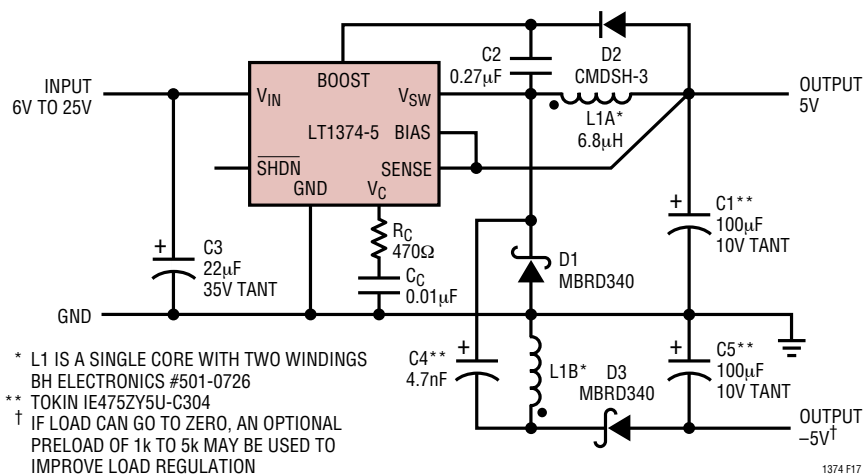 INPUT
6V TO 25V
BOOST
V_IN
V_SW
LT1374-5
BIAS
SHDN
SENSE
GND
V_C
C2
0.27µF
D2
CMDSH-3
L1A*
6.8µH
OUTPUT
5V
+
C3
22µF
35V TANT
R_C
470Ω
C_C
0.01µF
D1
MBRD340
+
C1**
100µF
10V TANT
GND
+
C4**
4.7nF
L1B*
D3
MBRD340
+
C5**
100µF
10V TANT
OUTPUT
–5V†
* L1 IS A SINGLE CORE WITH TWO WINDINGS
BH ELECTRONICS #501-0726
** TOKIN IE475ZY5U-C304
† IF LOAD CAN GO TO ZERO, AN OPTIONAL
PRELOAD OF 1k TO 5k MAY BE USED TO
IMPROVE LOAD REGULATION
1374 F17